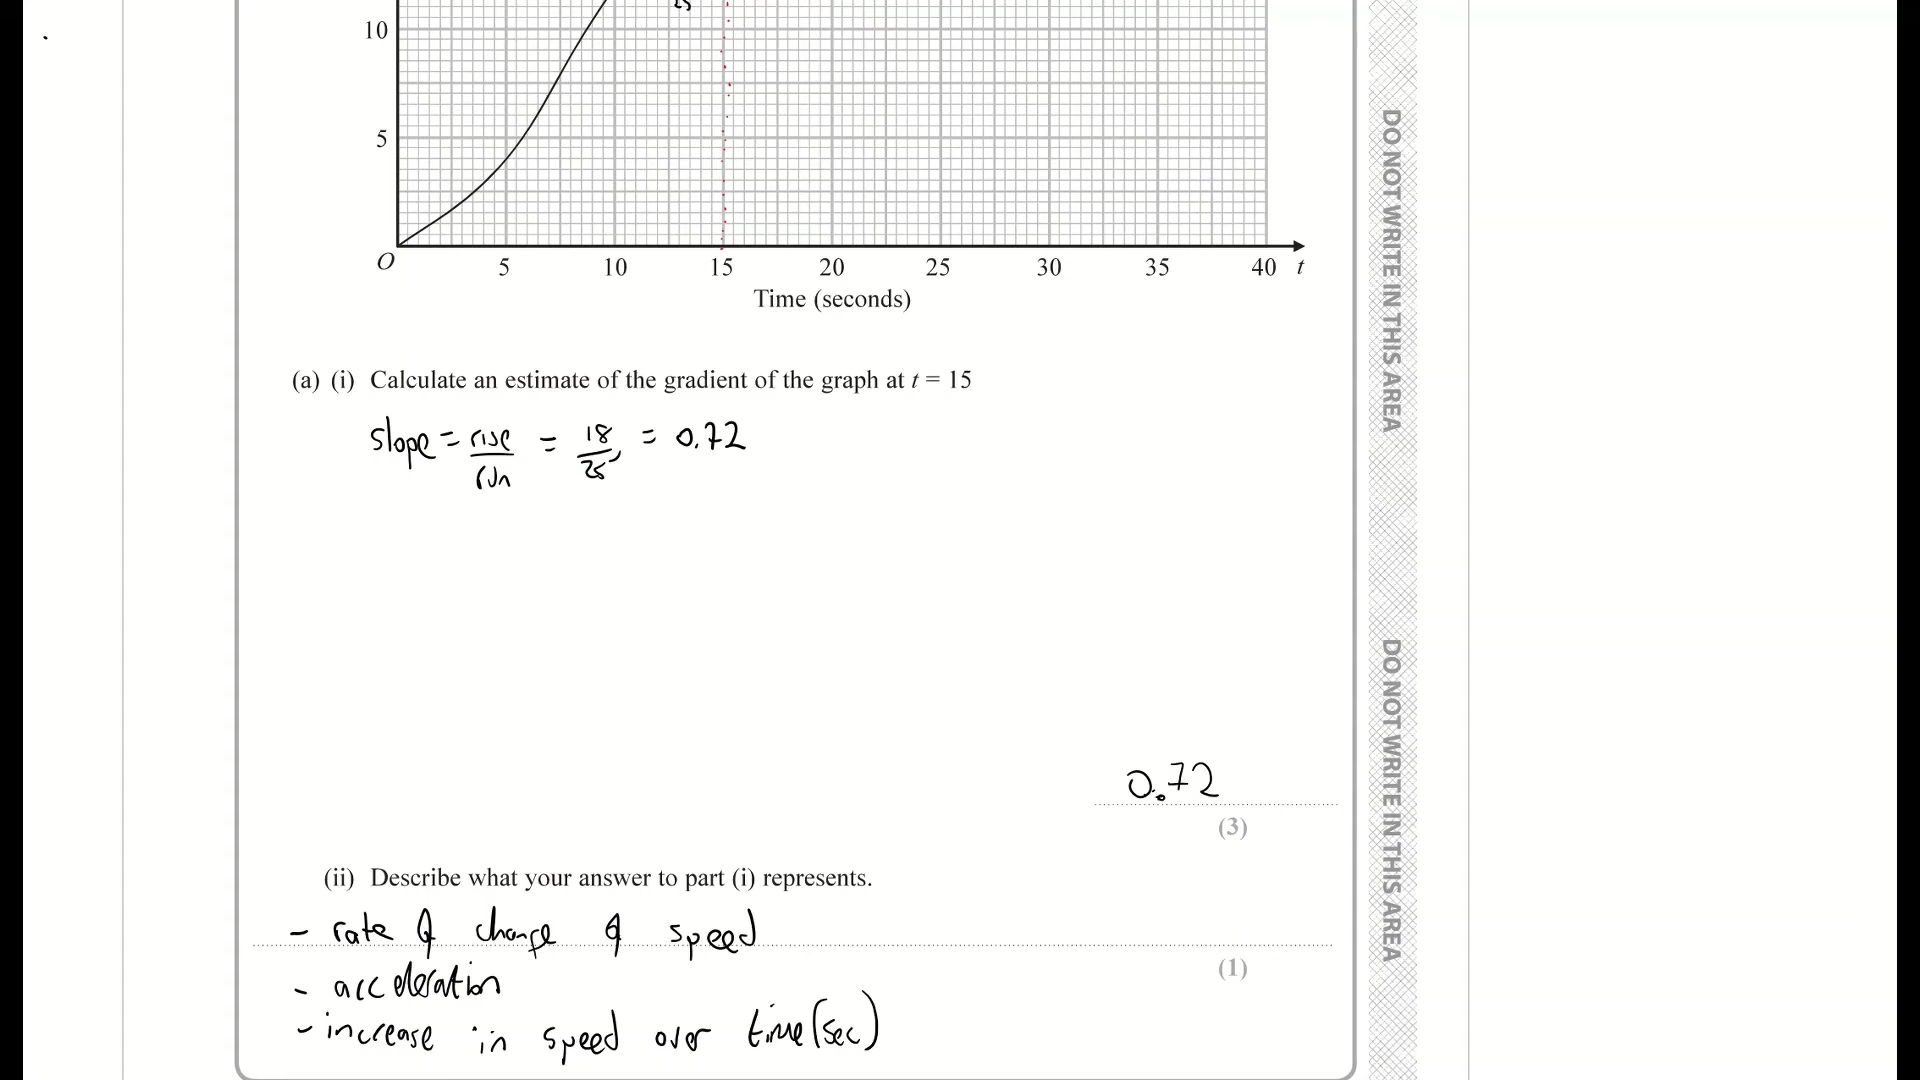 25
10
5
O
5 10 15 20 25 30 35 40 t
Time (seconds)
(a) (i) Calculate an estimate of the gradient of the graph at t = 15
slope = rise/run = 18/25 = 0.72
0.72
(3)
(ii) Describe what your answer to part (i) represents.
- rate of change of speed
(1)
- acceleration
- increase in speed over time (sec)
DO NOT WRITE IN THIS AREA
DO NOT WRITE IN THIS AREA